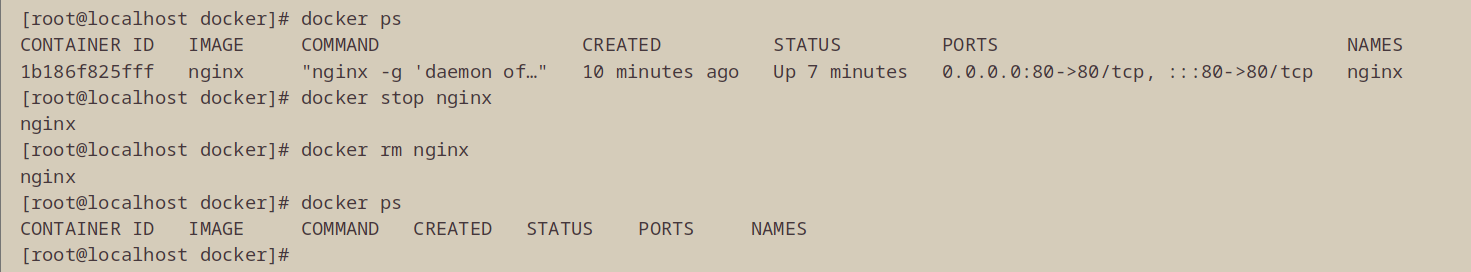 [root@localhost docker]# docker ps
CONTAINER ID   IMAGE     COMMAND                  CREATED          STATUS         PORTS                               NAMES
1b186f825fff   nginx     "nginx -g 'daemon of…"   10 minutes ago   Up 7 minutes   0.0.0.0:80->80/tcp, :::80->80/tcp   nginx
[root@localhost docker]# docker stop nginx
nginx
[root@localhost docker]# docker rm nginx
nginx
[root@localhost docker]# docker ps
CONTAINER ID   IMAGE     COMMAND   CREATED   STATUS    PORTS     NAMES
[root@localhost docker]#